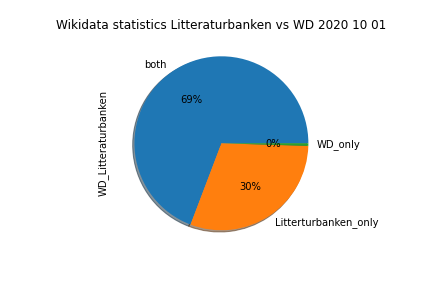 Wikidata statistics Litteraturbanken vs WD 2020 10 01
both
69%
WD_Litteraturbanken
0%
WD_only
30%
Litterturbanken_only